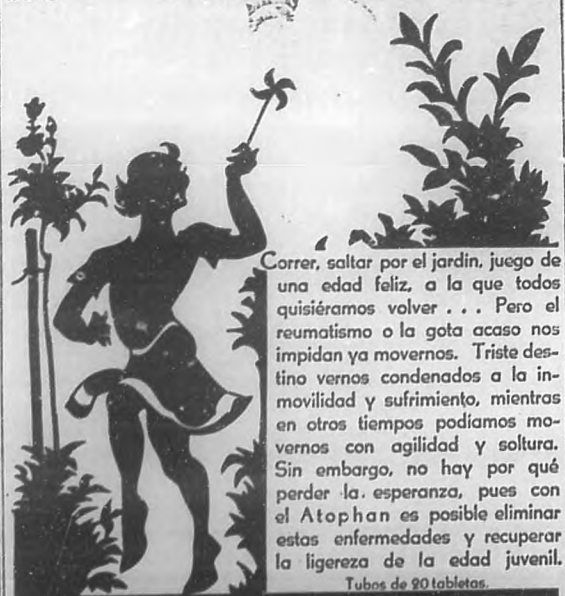 Correr, saltar por el jardin, juego de
una edad feliz, a la que todos
quisiéramos volver . . . Pero el
reumatismo o la gota acaso nos
impidan ya movernos. Triste des-
tino vernos condenados a la in-
movilidad y sufrimiento, mientras
en otros tiempos podiamos mo-
vernos con agilidad y soltura.
Sin embargo, no hay por qué
perder la esperanza, pues con
el Atophan es posible eliminar
estas enfermedades y recuperar
la ligereza de la edad juvenil.
Tubos de 20 tabletas.